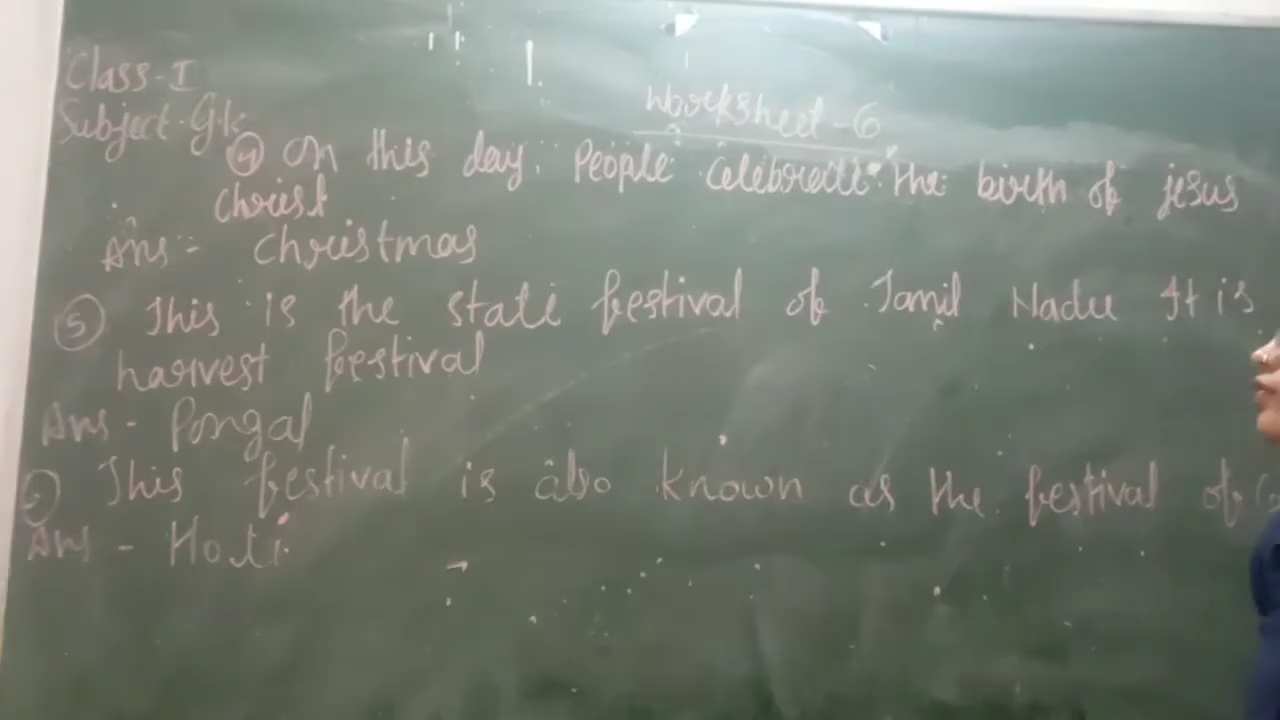 Class-I
Subject-G.k
Worksheet-6
④ On this day. People Celebrate the birth of jesus
christ
Ans- christmas
⑤ This is the state festival of Tamil Nadu It is
harvest festival
Ans- Pongal
This festival is also known as the festival of
Ans- Holi